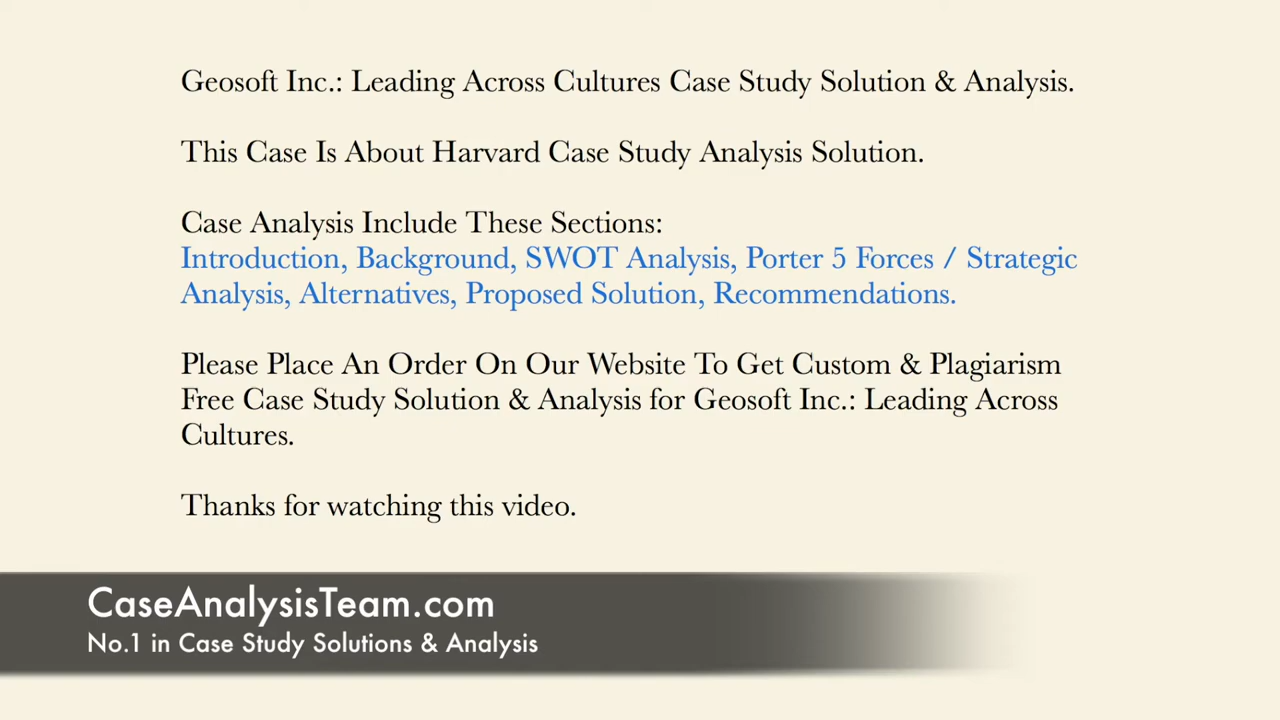 Geosoft Inc.: Leading Across Cultures Case Study Solution & Analysis.
This Case Is About Harvard Case Study Analysis Solution.
Case Analysis Include These Sections:
Introduction, Background, SWOT Analysis, Porter 5 Forces / Strategic
Analysis, Alternatives, Proposed Solution, Recommendations.
Please Place An Order On Our Website To Get Custom & Plagiarism
Free Case Study Solution & Analysis for Geosoft Inc.: Leading Across
Cultures.
Thanks for watching this video.
CaseAnalysisTeam.com
No.1 in Case Study Solutions & Analysis